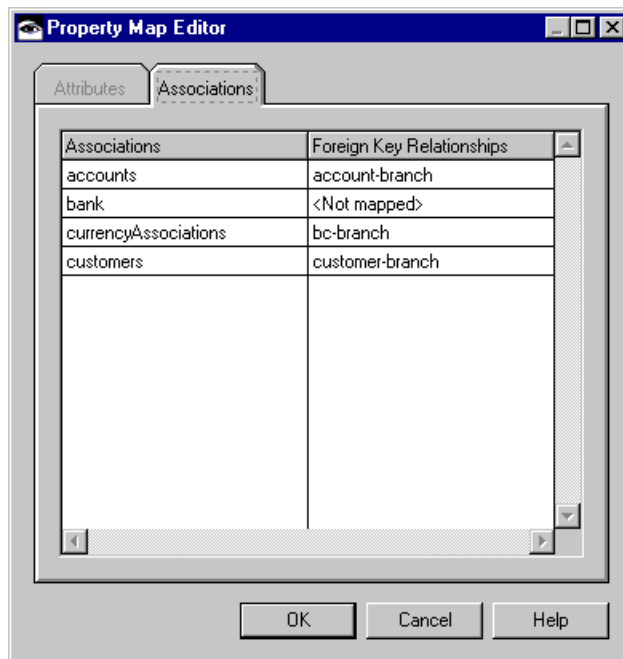 Property Map Editor
Attributes
Associations
Associations Foreign Key Relationships
accounts account-branch
bank <Not mapped>
currencyAssociations bc-branch
customers customer-branch
OK Cancel Help